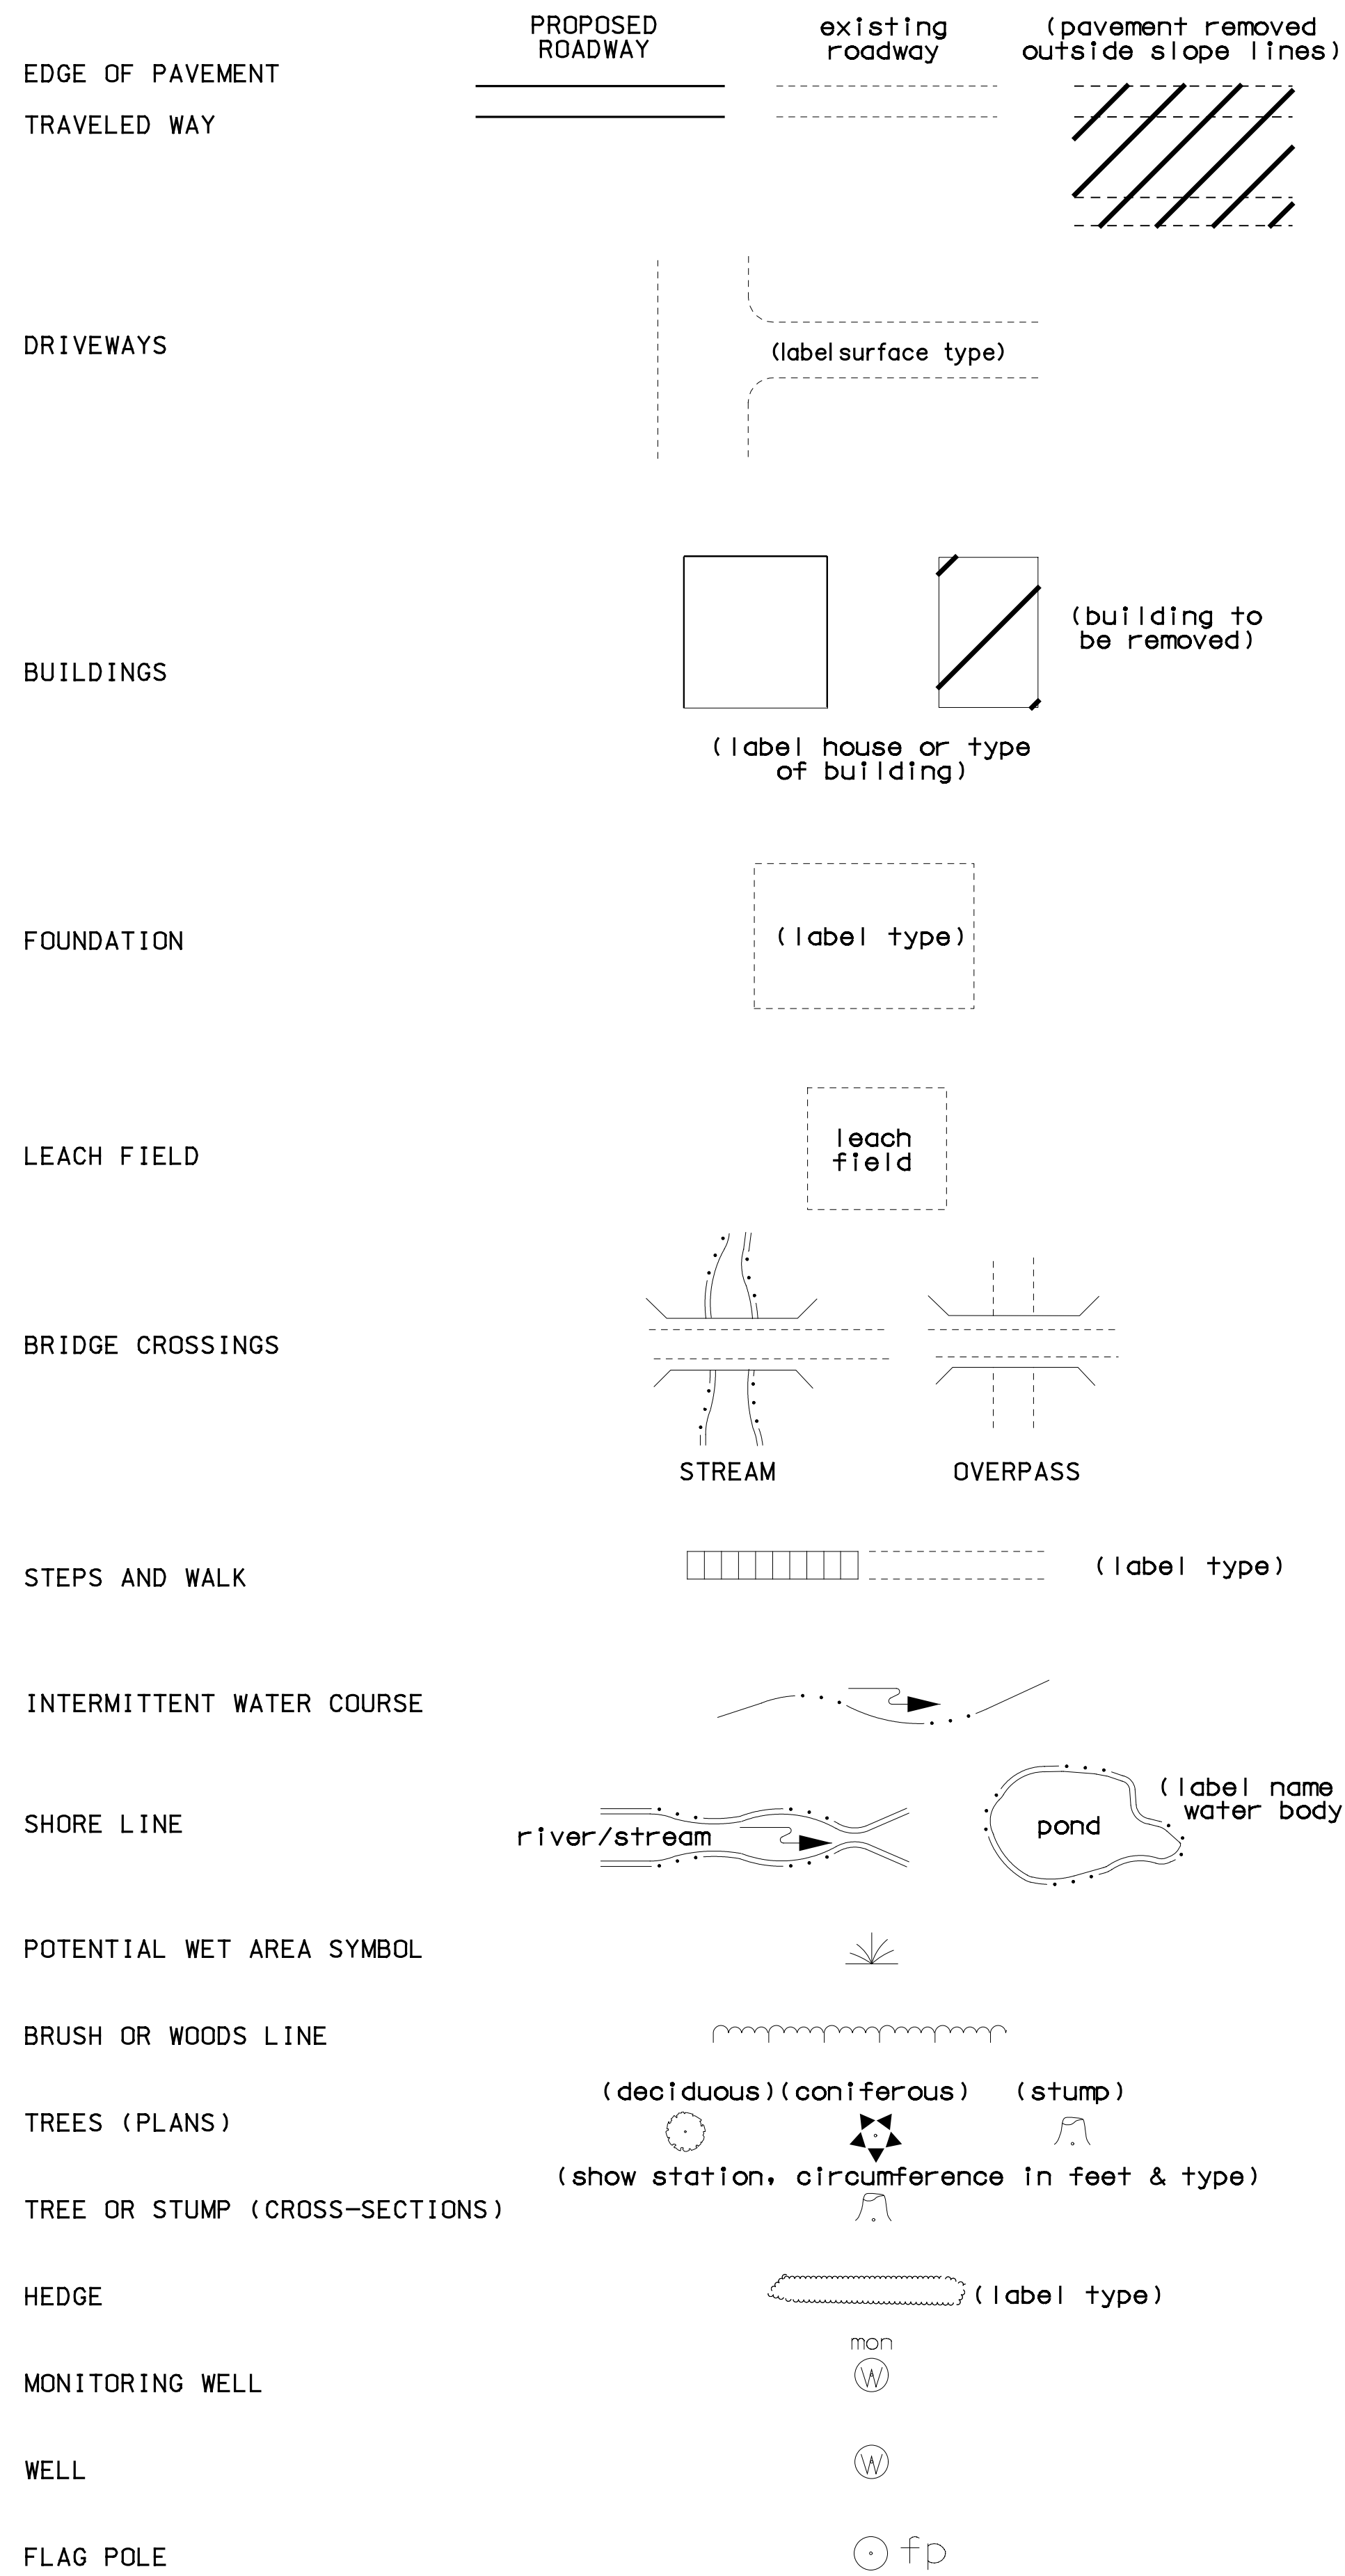 PROPOSED
ROADWAY
existing
roadway
(pavement removed
outside slope lines)
EDGE OF PAVEMENT
TRAVELED WAY
DRIVEWAYS
(label surface type)
BUILDINGS
(building to
be removed)
(label house or type
of building)
FOUNDATION
(label type)
LEACH FIELD
leach
field
BRIDGE CROSSINGS
STREAM
OVERPASS
STEPS AND WALK
(label type)
INTERMITTENT WATER COURSE
SHORE LINE
river/stream
pond
(label name
water body
POTENTIAL WET AREA SYMBOL
BRUSH OR WOODS LINE
(deciduous)
(coniferous)
(stump)
TREES (PLANS)
(show station, circumference in feet & type)
TREE OR STUMP (CROSS-SECTIONS)
HEDGE
(label type)
mon
MONITORING WELL
W
WELL
W
FLAG POLE
fp